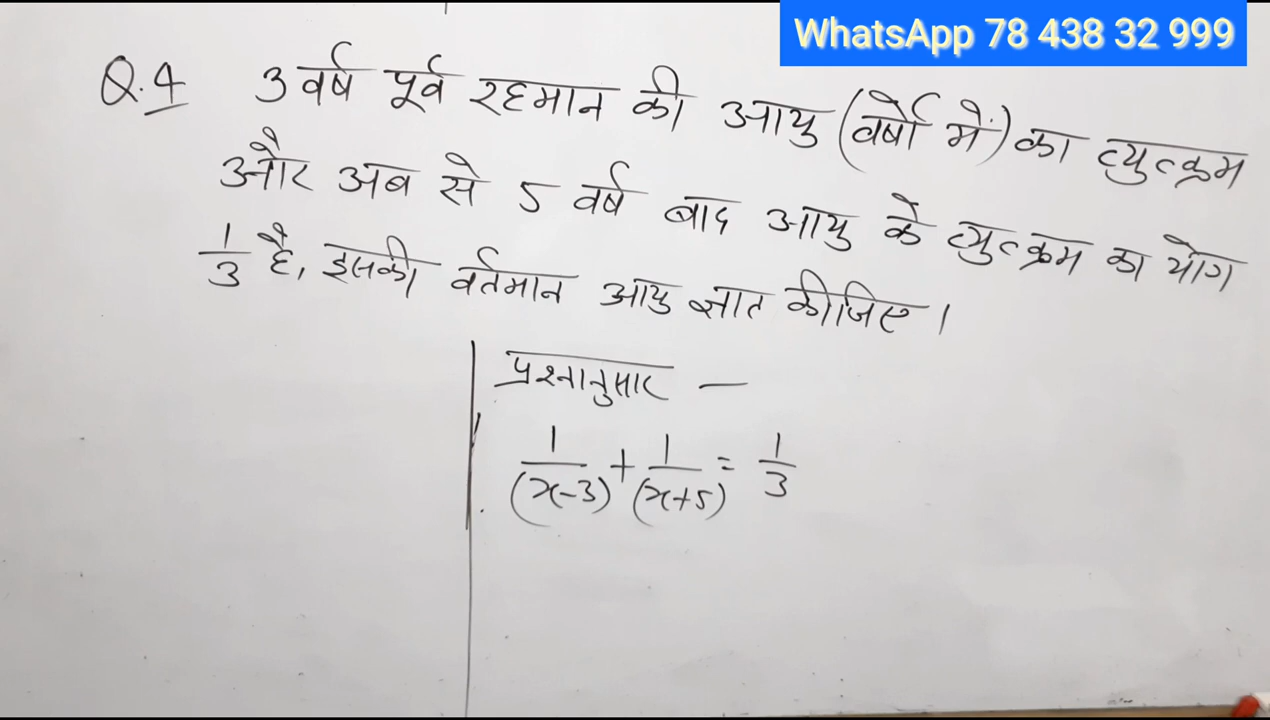 WhatsApp 78 438 32 999
Q.4 3 वर्ष पूर्व रहमान की आयु (वर्षो में) का व्युत्क्रम
और अब से 5 वर्ष बाद आयु के व्युत्क्रम का योग
1/3 है, इसकी वर्तमान आयु ज्ञात कीजिए।
प्रश्नानुसार —
1/(x-3) + 1/(x+5) = 1/3